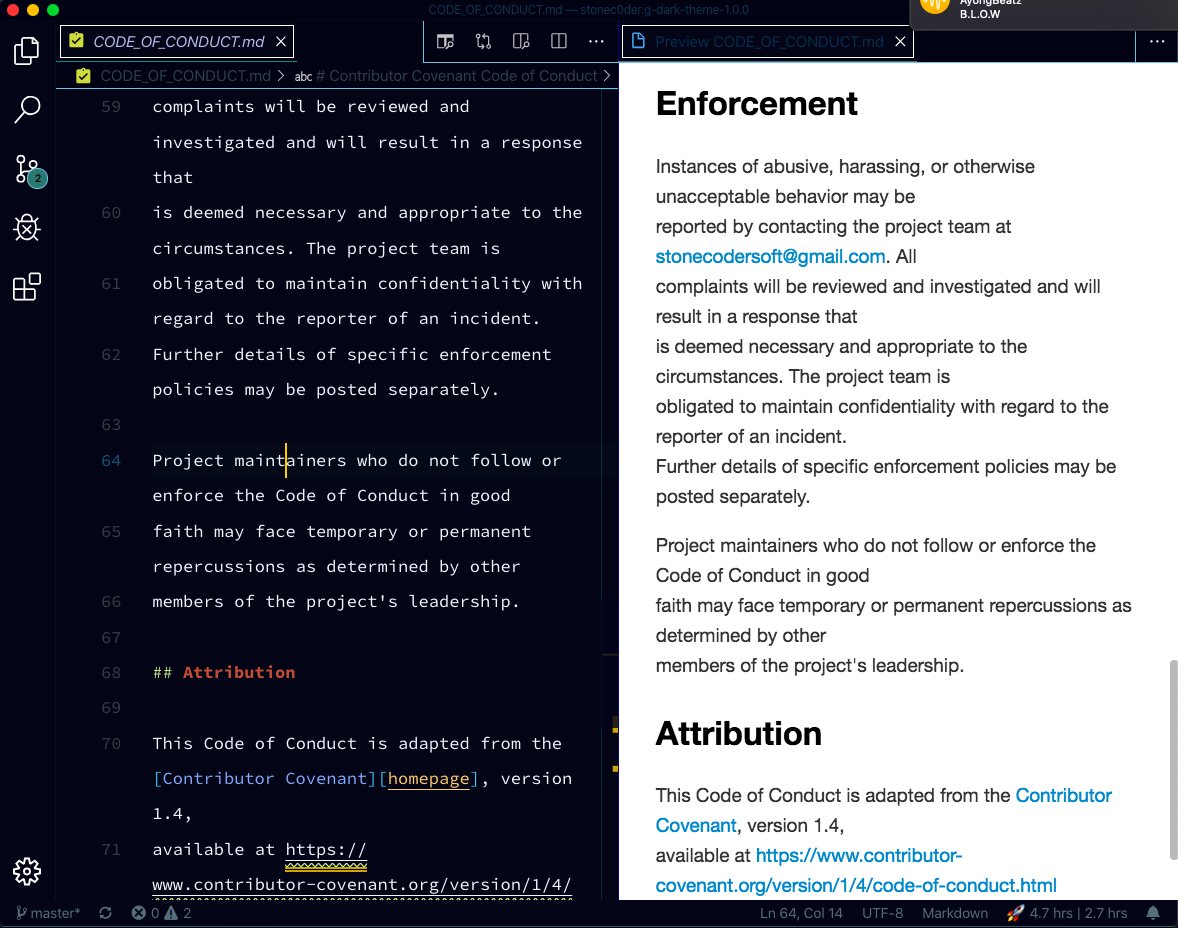 CODE_OF_CONDUCT.md — stonec0der.g-dark-theme-1.0.0
AyongBeatz
B.L.O.W
CODE_OF_CONDUCT.md
Preview CODE_OF_CONDUCT.md
CODE_OF_CONDUCT.md > abc # Contributor Covenant Code of Conduct >
2
59 complaints will be reviewed and
investigated and will result in a response
that
60 is deemed necessary and appropriate to the
circumstances. The project team is
61 obligated to maintain confidentiality with
regard to the reporter of an incident.
62 Further details of specific enforcement
policies may be posted separately.
63
64 Project maintainers who do not follow or
enforce the Code of Conduct in good
65 faith may face temporary or permanent
repercussions as determined by other
66 members of the project's leadership.
67
68 ## Attribution
69
70 This Code of Conduct is adapted from the
[Contributor Covenant][homepage], version
1.4,
71 available at https://
www.contributor-covenant.org/version/1/4/
Enforcement
Instances of abusive, harassing, or otherwise
unacceptable behavior may be
reported by contacting the project team at
stonecodersoft@gmail.com. All
complaints will be reviewed and investigated and will
result in a response that
is deemed necessary and appropriate to the
circumstances. The project team is
obligated to maintain confidentiality with regard to the
reporter of an incident.
Further details of specific enforcement policies may be
posted separately.
Project maintainers who do not follow or enforce the
Code of Conduct in good
faith may face temporary or permanent repercussions as
determined by other
members of the project's leadership.
Attribution
This Code of Conduct is adapted from the Contributor
Covenant, version 1.4,
available at https://www.contributor-
covenant.org/version/1/4/code-of-conduct.html
master* 0 2 Ln 64, Col 14 UTF-8 Markdown 🚀 4.7 hrs | 2.7 hrs